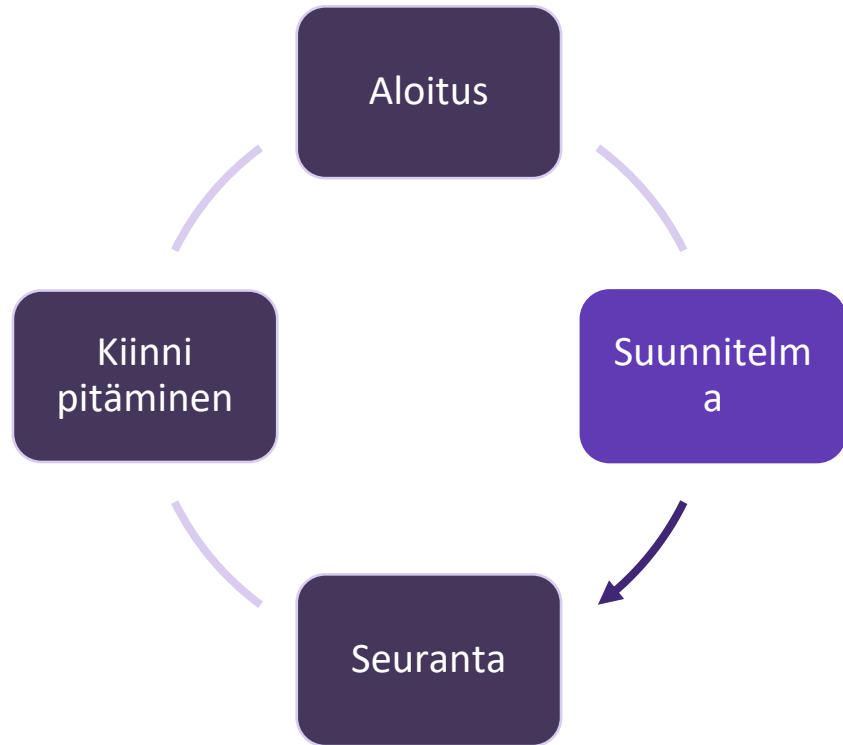 Aloitus
Kiinni
pitäminen
Suunnitelm
a
Seuranta